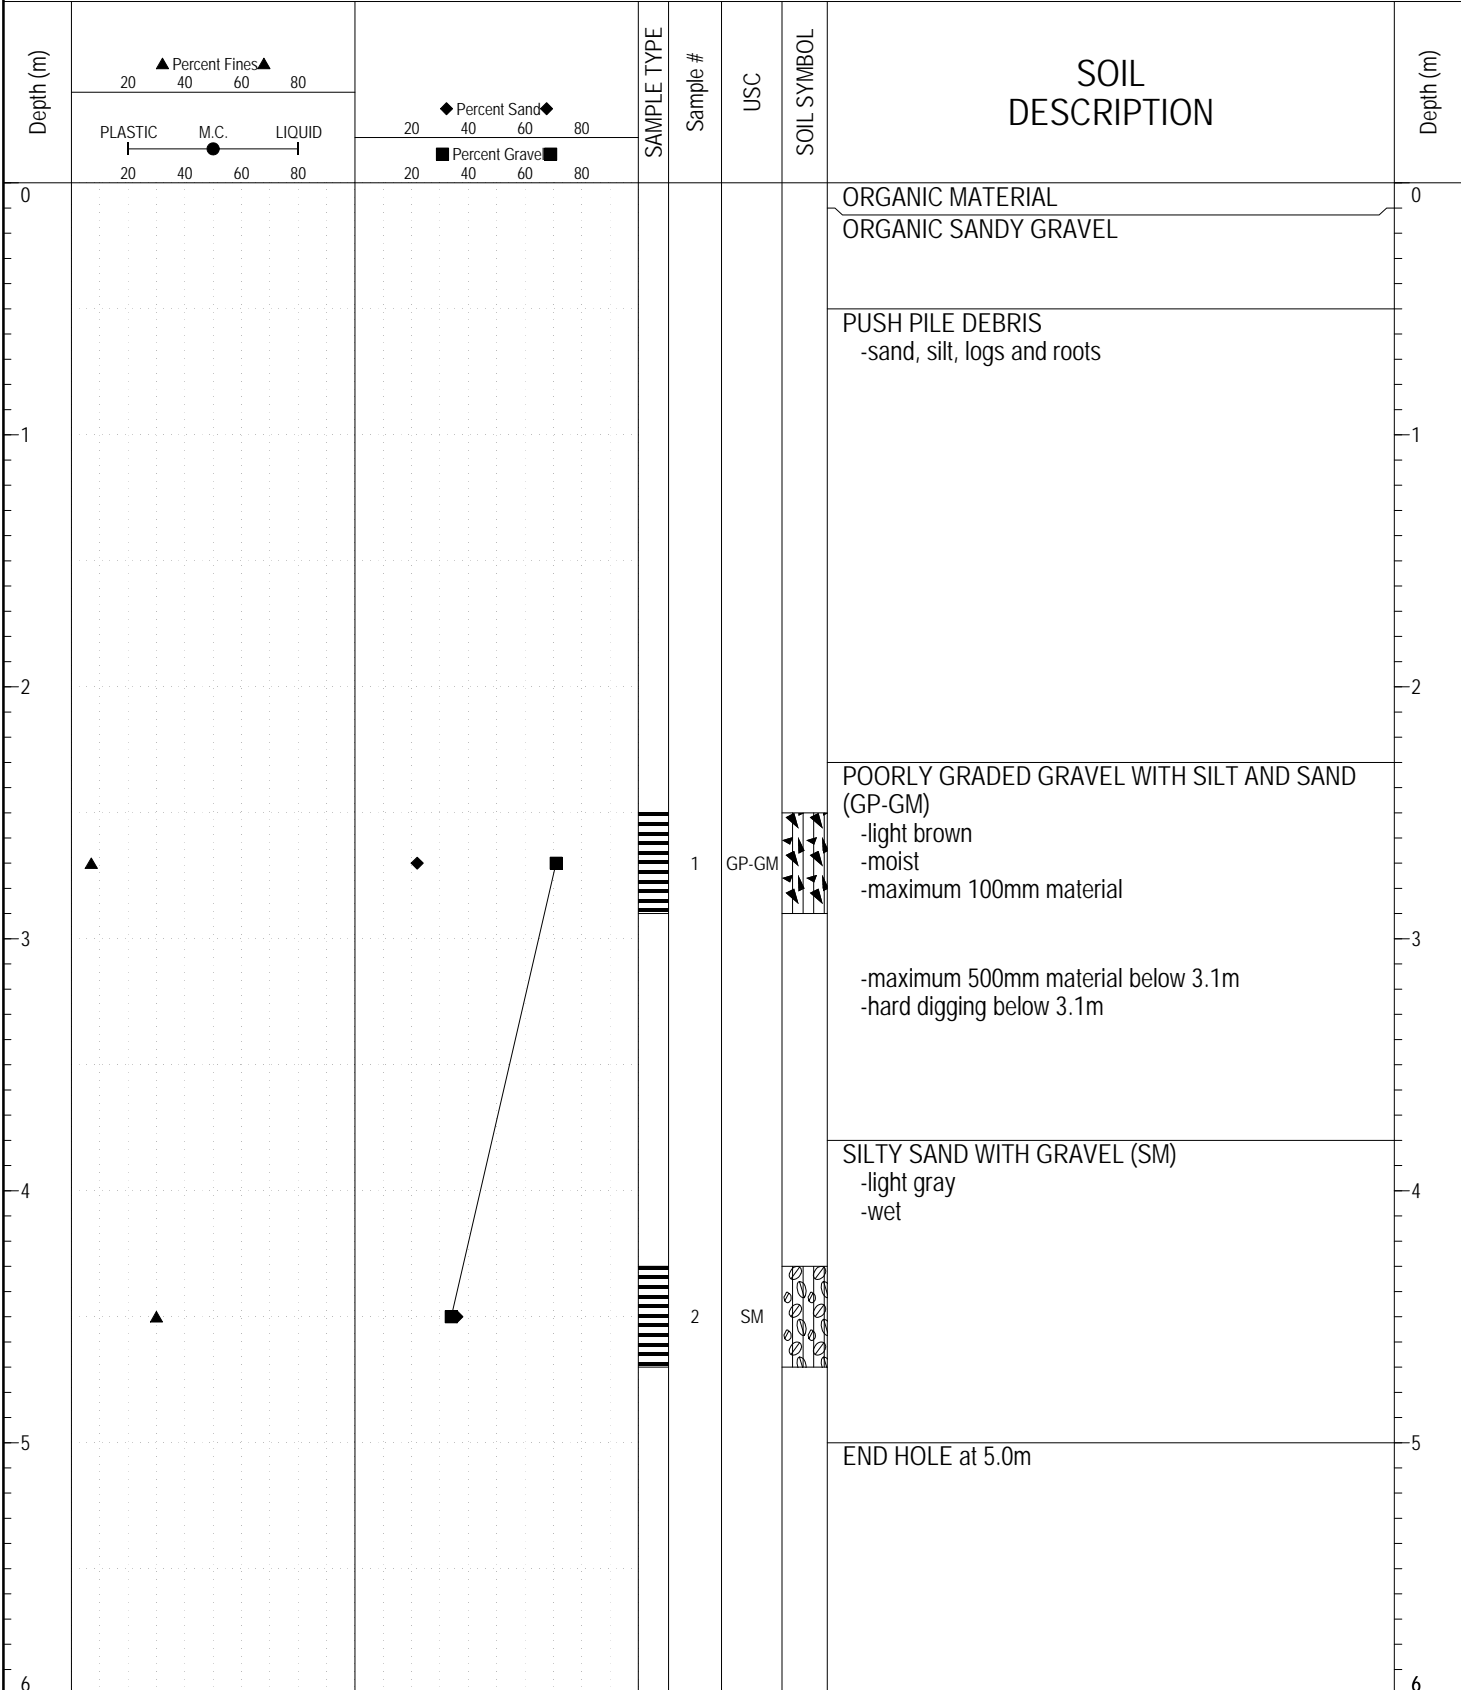 Depth (m)
▲ Percent Fines▲
20 40 60 80
PLASTIC M.C. LIQUID
20 40 60 80
◆ Percent Sand◆
20 40 60 80
■ Percent Gravel■
20 40 60 80
SAMPLE TYPE
Sample #
USC
SOIL SYMBOL
SOIL
DESCRIPTION
Depth (m)
0 ORGANIC MATERIAL 0
ORGANIC SANDY GRAVEL
PUSH PILE DEBRIS
-sand, silt, logs and roots
1 1
2 2
POORLY GRADED GRAVEL WITH SILT AND SAND
(GP-GM)
-light brown
1 GP-GM -moist
-maximum 100mm material
3 3
-maximum 500mm material below 3.1m
-hard digging below 3.1m
SILTY SAND WITH GRAVEL (SM)
-light gray
4 4
-wet
2 SM
5 5
END HOLE at 5.0m
6 6